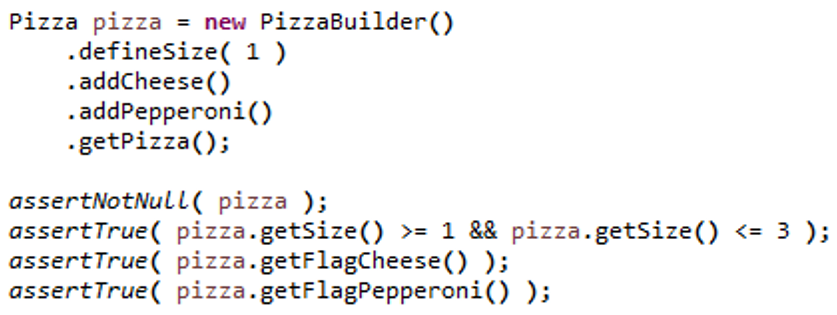 Pizza pizza = new PizzaBuilder()
    .defineSize( 1 )
    .addCheese()
    .addPepperoni()
    .getPizza();

assertNotNull( pizza );
assertTrue( pizza.getSize() >= 1 && pizza.getSize() <= 3 );
assertTrue( pizza.getFlagCheese() );
assertTrue( pizza.getFlagPepperoni() );